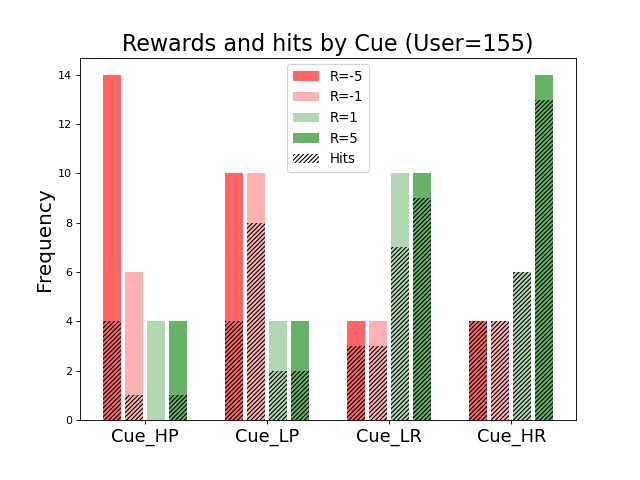 Rewards and hits by Cue (User=155)
R=-5
R=-1
R=1
R=5
Hits
Frequency
14
12
10
8
6
4
2
0
Cue_HP
Cue_LP
Cue_LR
Cue_HR